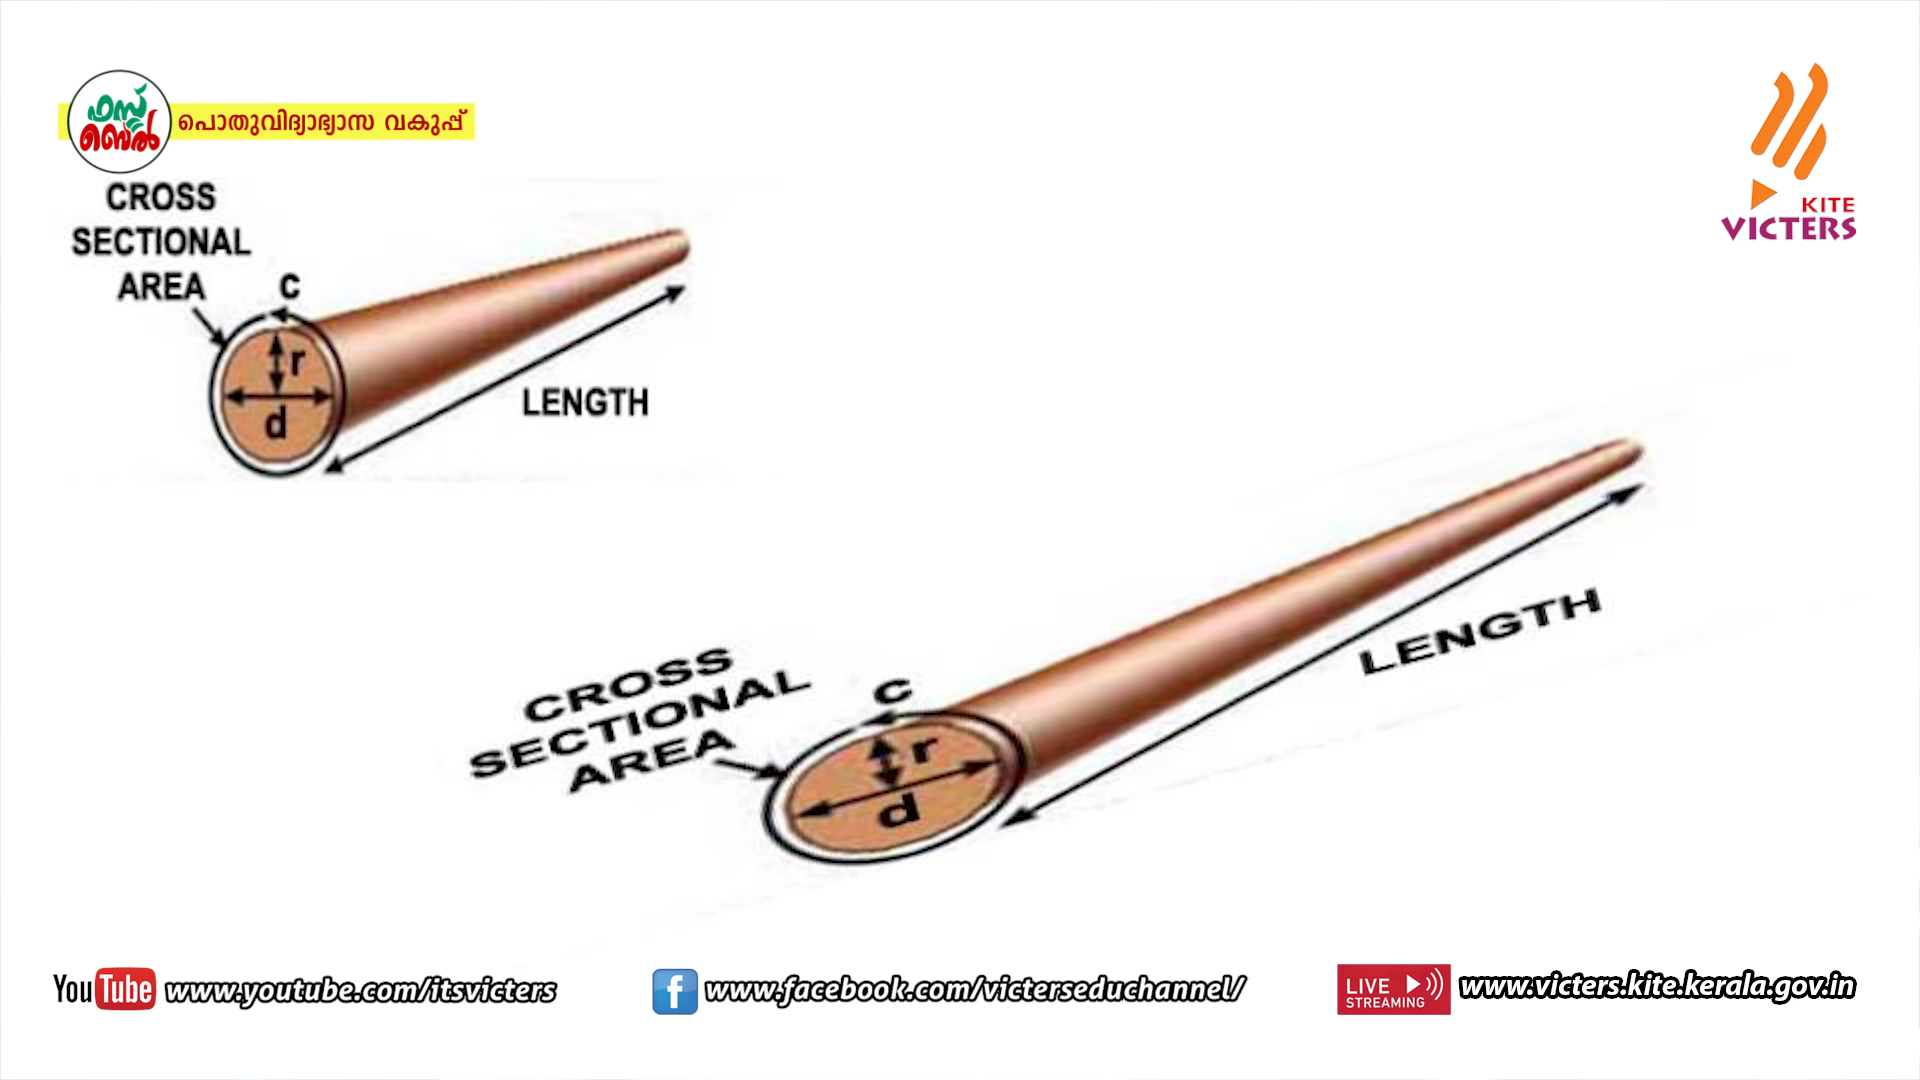 ഫസ്റ്റ്
ബെൽ
പൊതുവിദ്യാഭ്യാസ വകുപ്പ്
KITE
VICTERS
CROSS
SECTIONAL
AREA
C
r
d
LENGTH
CROSS
SECTIONAL
AREA
C
r
d
LENGTH
YouTube www.youtube.com/itsvicters
f www.facebook.com/victerseduchannel/
LIVE
STREAMING
www.victers.kite.kerala.gov.in